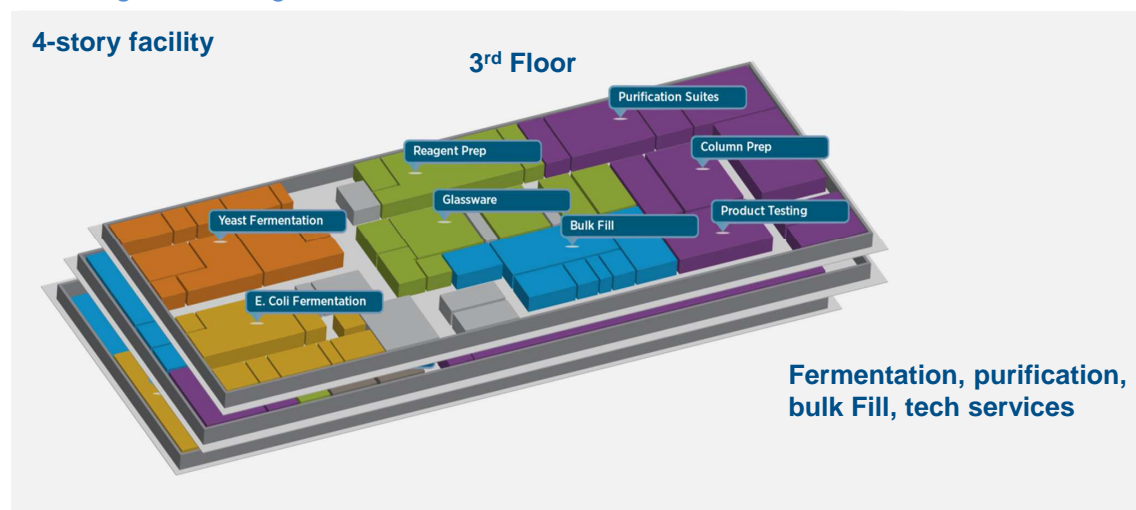 4-story facility
3rd Floor
Purification Suites
Reagent Prep
Column Prep
Glassware
Product Testing
Yeast Fermentation
Bulk Fill
E. Coli Fermentation
Fermentation, purification,
bulk Fill, tech services